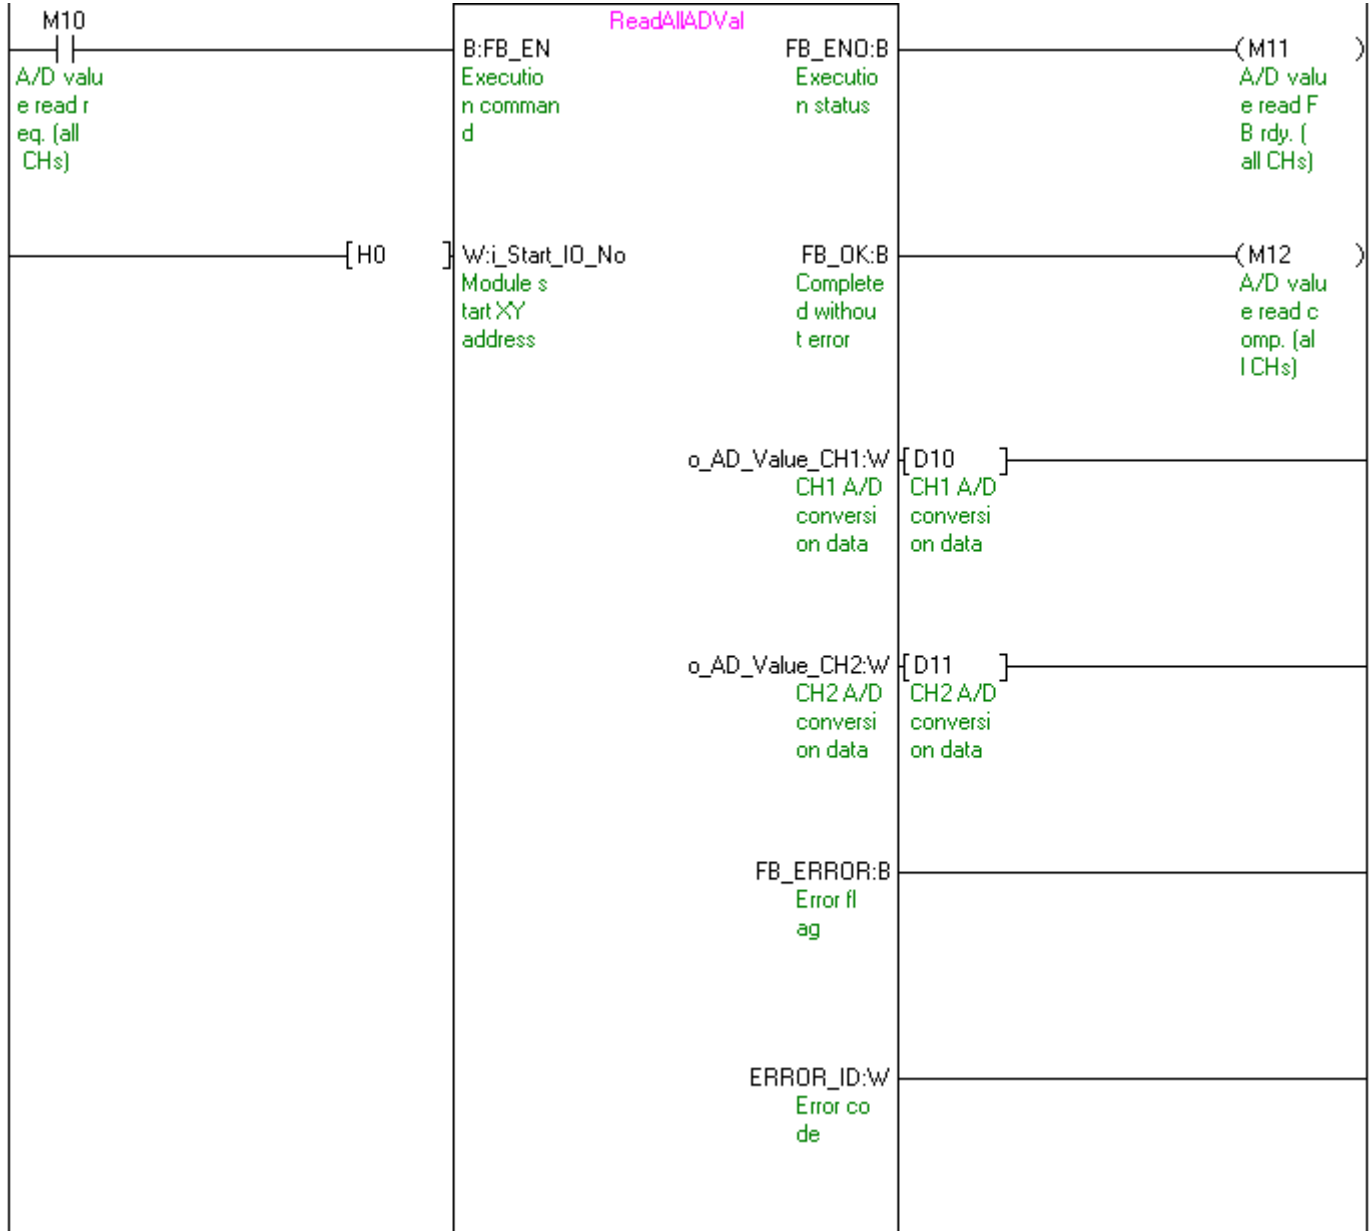 M10
ReadAllADVal
B:FB_EN
FB_ENO:B
(M11 )
A/D valu
e read r
eq. (all
CHs)
Executio
n comman
d
Executio
n status
A/D valu
e read F
B rdy. (
all CHs)
[H0 ]
W:i_Start_IO_No
FB_OK:B
(M12 )
Module s
tart XY
address
Complete
d withou
t error
A/D valu
e read c
omp. (al
l CHs)
o_AD_Value_CH1:W
[D10 ]
CH1 A/D
conversi
on data
CH1 A/D
conversi
on data
o_AD_Value_CH2:W
[D11 ]
CH2 A/D
conversi
on data
CH2 A/D
conversi
on data
FB_ERROR:B
Error fl
ag
ERROR_ID:W
Error co
de